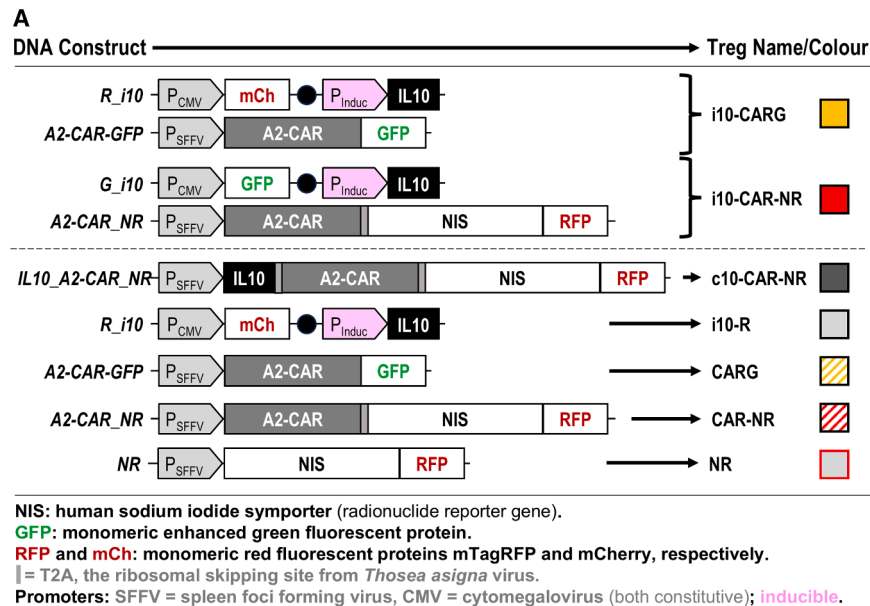 A
DNA Construct Treg Name/Colour
R_i10 PCMV mCh PInduc IL10
A2-CAR-GFP PSFFV A2-CAR GFP
i10-CARG
G_i10 PCMV GFP PInduc IL10
A2-CAR_NR PSFFV A2-CAR NIS RFP
i10-CAR-NR
IL10_A2-CAR_NR PSFFV IL10 A2-CAR NIS RFP c10-CAR-NR
R_i10 PCMV mCh PInduc IL10 i10-R
A2-CAR-GFP PSFFV A2-CAR GFP CARG
A2-CAR_NR PSFFV A2-CAR NIS RFP CAR-NR
NR PSFFV NIS RFP NR
NIS: human sodium iodide symporter (radionuclide reporter gene).
GFP: monomeric enhanced green fluorescent protein.
RFP and mCh: monomeric red fluorescent proteins mTagRFP and mCherry, respectively.
= T2A, the ribosomal skipping site from Thosea asigna virus.
Promoters: SFFV = spleen foci forming virus, CMV = cytomegalovirus (both constitutive); inducible.